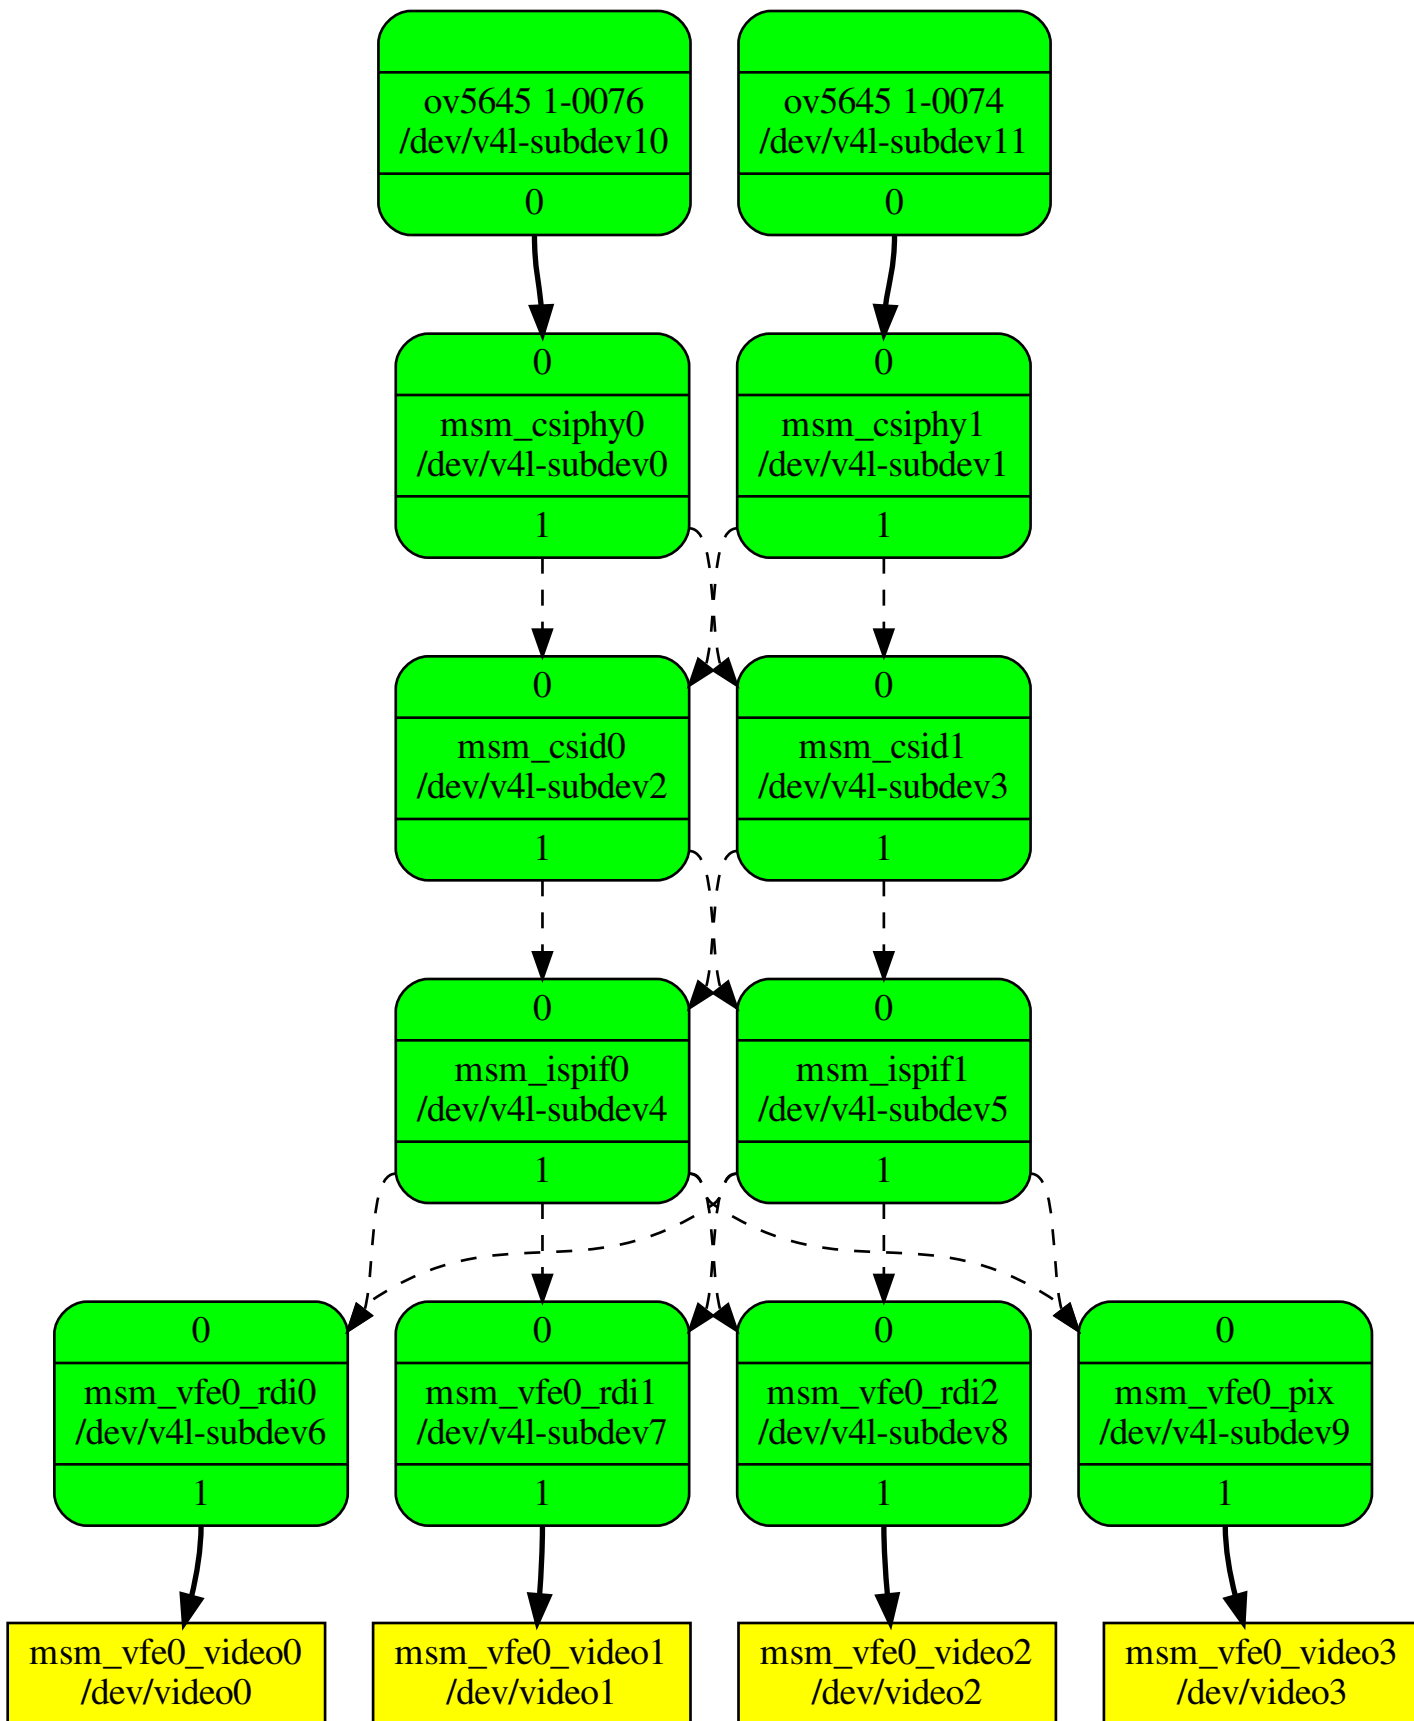 ov5645 1-0076
/dev/v4l-subdev10
0
ov5645 1-0074
/dev/v4l-subdev11
0
0
msm_csiphy0
/dev/v4l-subdev0
1
0
msm_csiphy1
/dev/v4l-subdev1
1
0
msm_csid0
/dev/v4l-subdev2
1
0
msm_csid1
/dev/v4l-subdev3
1
0
msm_ispif0
/dev/v4l-subdev4
1
0
msm_ispif1
/dev/v4l-subdev5
1
0
msm_vfe0_rdi0
/dev/v4l-subdev6
1
0
msm_vfe0_rdi1
/dev/v4l-subdev7
1
0
msm_vfe0_rdi2
/dev/v4l-subdev8
1
0
msm_vfe0_pix
/dev/v4l-subdev9
1
msm_vfe0_video0
/dev/video0
msm_vfe0_video1
/dev/video1
msm_vfe0_video2
/dev/video2
msm_vfe0_video3
/dev/video3